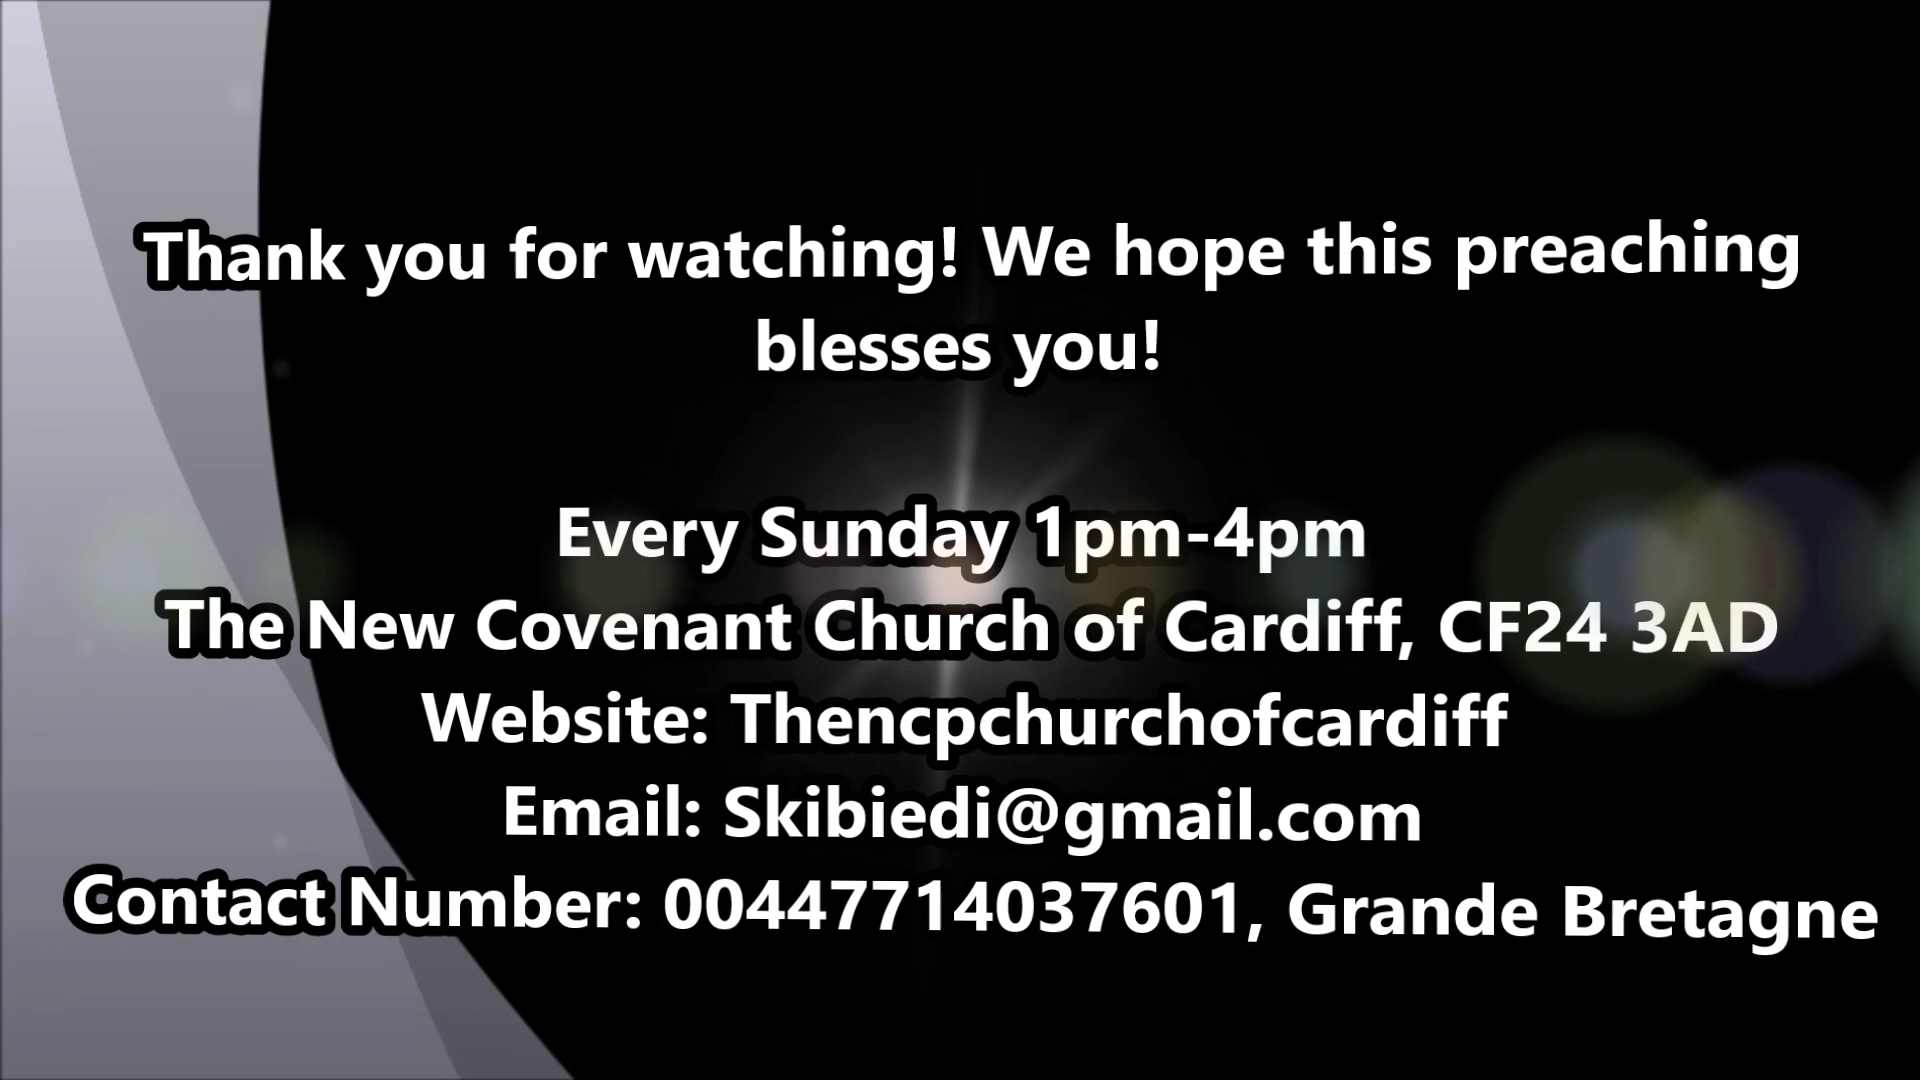 Thank you for watching! We hope this preaching
blesses you!
Every Sunday 1pm-4pm
The New Covenant Church of Cardiff, CF24 3AD
Website: Thencpchurchofcardiff
Email: Skibiedi@gmail.com
Contact Number: 00447714037601, Grande Bretagne